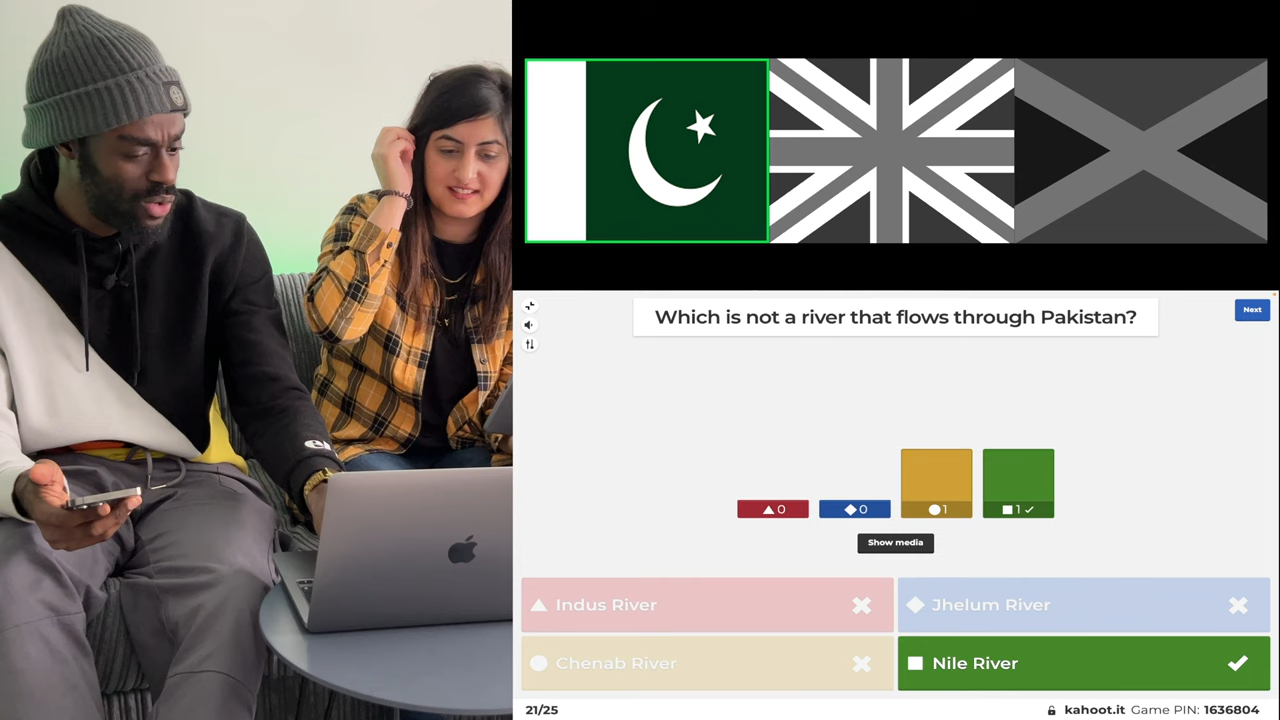 Which is not a river that flows through Pakistan?
Next
0
0
1
1
Show media
Indus River
Jhelum River
Chenab River
Nile River
21/25
kahoot.it Game PIN: 1636804